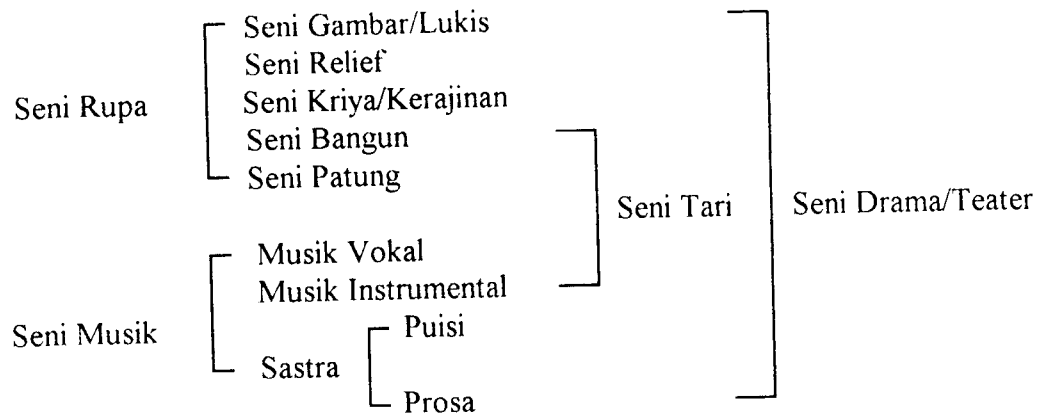 Seni Gambar/Lukis
Seni Relief
Seni Rupa
Seni Kriya/Kerajinan
Seni Bangun
Seni Patung
Seni Tari
Seni Drama/Teater
Musik Vokal
Musik Instrumental
Seni Musik
Puisi
Sastra
Prosa